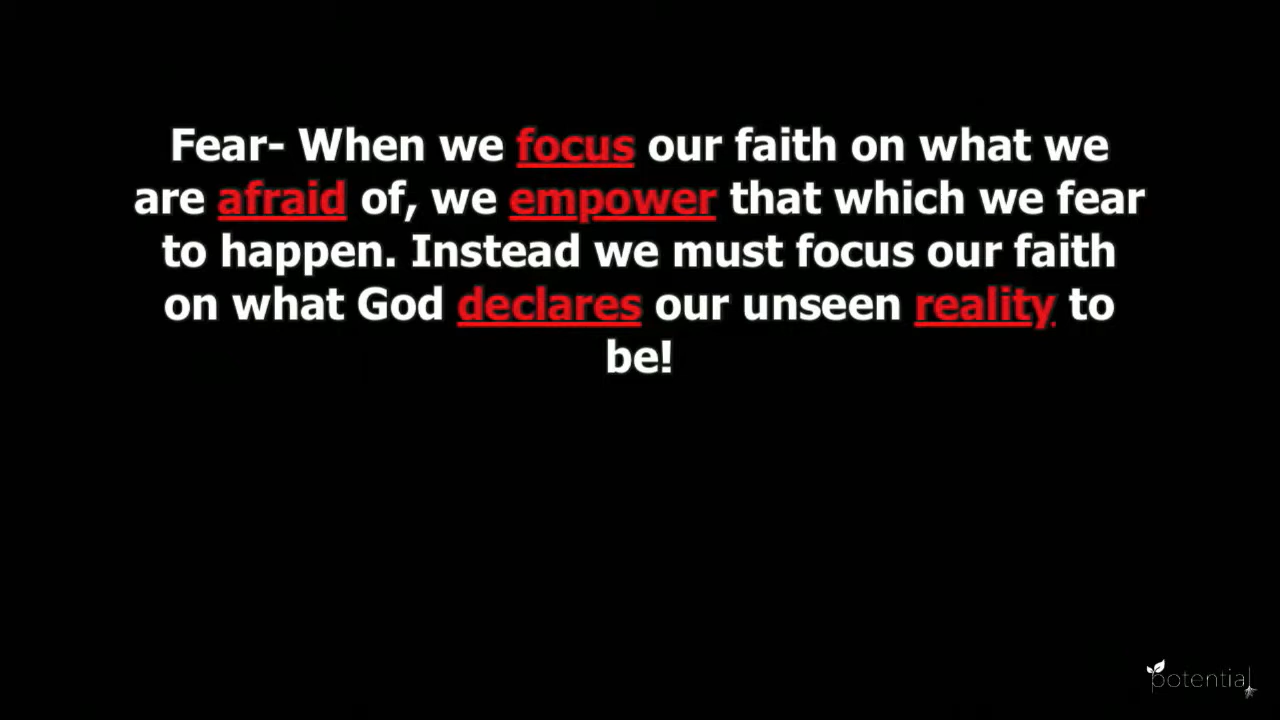 Fear- When we focus our faith on what we
are afraid of, we empower that which we fear
to happen. Instead we must focus our faith
on what God declares our unseen reality to
be!
potential